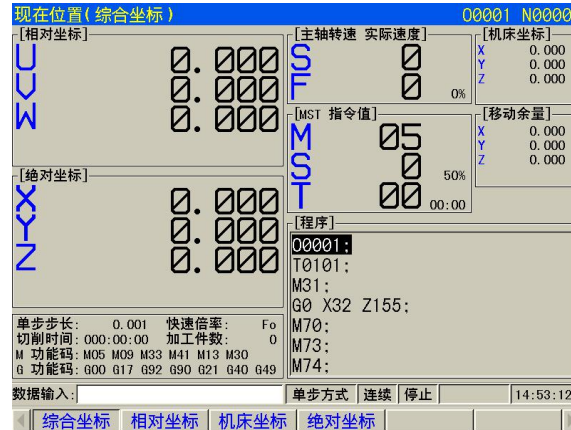 现在位置(综合坐标) O0001 N0000
[相对坐标]
U 0.000
V 0.000
W 0.000
[绝对坐标]
X 0.000
Y 0.000
Z 0.000
单步步长: 0.001 快速倍率: Fo
切削时间: 000:00:00 加工件数: 0
M 功能码: M05 M09 M33 M41 M13 M30
G 功能码: G00 G17 G92 G90 G21 G40 G49
[主轴转速 实际速度]
S 0
F 0 0%
[机床坐标]
X 0.000
Y 0.000
Z 0.000
[MST 指令值]
M 05
S 0 50%
T 00 00:00
[移动余量]
X 0.000
Y 0.000
Z 0.000
[程序]
O0001;
T0101;
M31;
G0 X32 Z155;
M70;
M73;
M74;
数据输入: 单步方式 连续 停止 14:53:12
综合坐标 相对坐标 机床坐标 绝对坐标